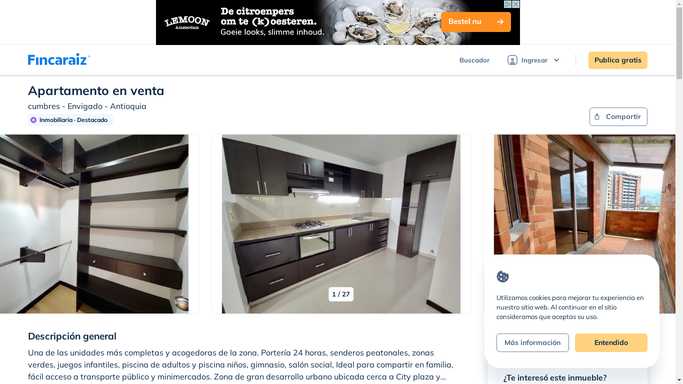 LEMOON
Amsterdam
De citroenpers
om te (k)oesteren.
Goeie looks, slimme inhoud.
Bestel nu
Fincaraiz
Buscador
Ingresar
Publica gratis
Apartamento en venta
cumbres - Envigado - Antioquia
Inmobiliaria · Destacado
Compartir
1 / 27
Utilizamos cookies para mejorar tu experiencia en
nuestro sitio web. Al continuar en el sitio
consideramos que aceptas su uso.
Más información
Entendido
Descripción general
Una de las unidades más completas y acogedoras de la zona. Portería 24 horas, senderos peatonales, zonas
verdes, juegos infantiles, piscina de adultos y piscina niños, gimnasio, salón social, Ideal para compartir en familia,
fácil acceso a transporte público y minimercados. Zona de gran desarrollo urbano ubicada cerca a City plaza y...
¿Te interesó este inmueble?